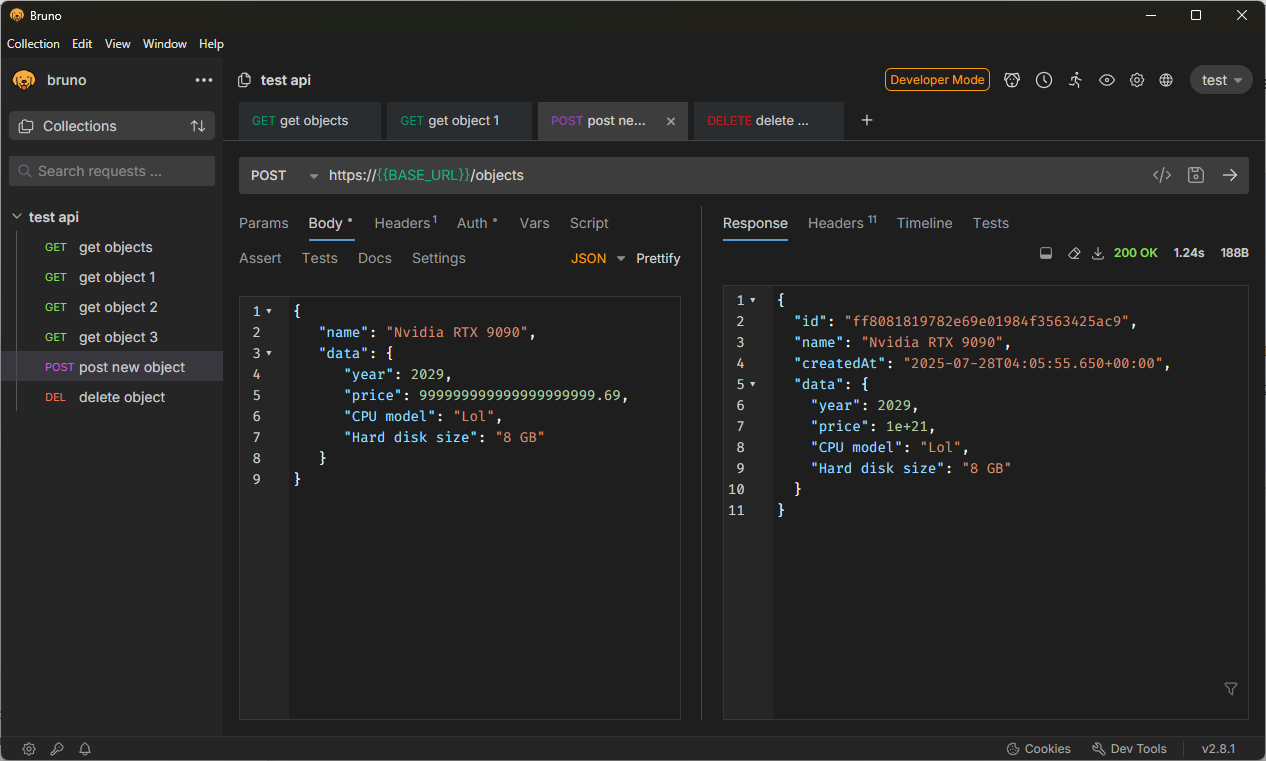 Bruno
Collection Edit View Window Help
bruno
Collections
Search requests ...
test api
GET get objects
GET get object 1
GET get object 2
GET get object 3
POST post new object
DEL delete object
test api
Developer Mode
test
GET get objects
GET get object 1
POST post ne...
DELETE delete ...
POST
https://{{BASE_URL}}/objects
Params Body Headers 1 Auth Vars Script
Assert Tests Docs Settings
JSON Prettify
1 {
2 "name": "Nvidia RTX 9090",
3 "data": {
4 "year": 2029,
5 "price": 999999999999999999999.69,
6 "CPU model": "Lol",
7 "Hard disk size": "8 GB"
8 }
9 }
Response Headers 11 Timeline Tests
200 OK 1.24s 188B
1 {
2 "id": "ff8081819782e69e01984f3563425ac9",
3 "name": "Nvidia RTX 9090",
4 "createdAt": "2025-07-28T04:05:55.650+00:00",
5 "data": {
6 "year": 2029,
7 "price": 1e+21,
8 "CPU model": "Lol",
9 "Hard disk size": "8 GB"
10 }
11 }
Cookies Dev Tools v2.8.1